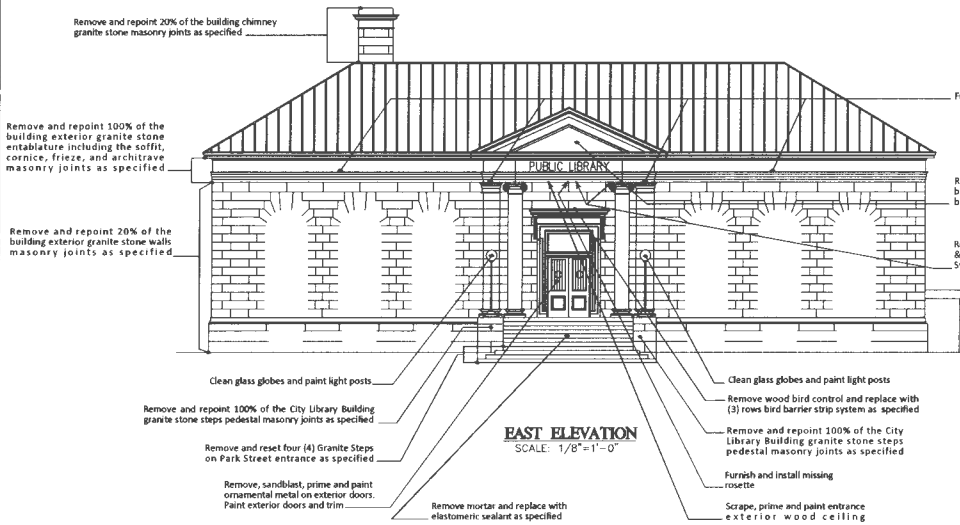 Remove and repoint 20% of the building chimney
granite stone masonry joints as specified
Remove and repoint 100% of the
building exterior granite stone
entablature including the soffit,
cornice, frieze, and architrave
masonry joints as specified
Remove and repoint 20% of the
building exterior granite stone walls
masonry joints as specified
PUBLIC LIBRARY
F
R
b
b
R
&
S
Clean glass globes and paint light posts
Remove and repoint 100% of the City Library Building
granite stone steps pedestal masonry joints as specified
Remove and reset four (4) Granite Steps
on Park Street entrance as specified
Remove, sandblast, prime and paint
ornamental metal on exterior doors.
Paint exterior doors and trim
Remove mortar and replace with
elastomeric sealant as specified
EAST ELEVATION
SCALE: 1/8"=1'-0"
Clean glass globes and paint light posts
Remove wood bird control and replace with
(3) rows bird barrier strip system as specified
Remove and repoint 100% of the City
Library Building granite stone steps
pedestal masonry joints as specified
Furnish and install missing
rosette
Scrape, prime and paint entrance
exterior wood ceiling